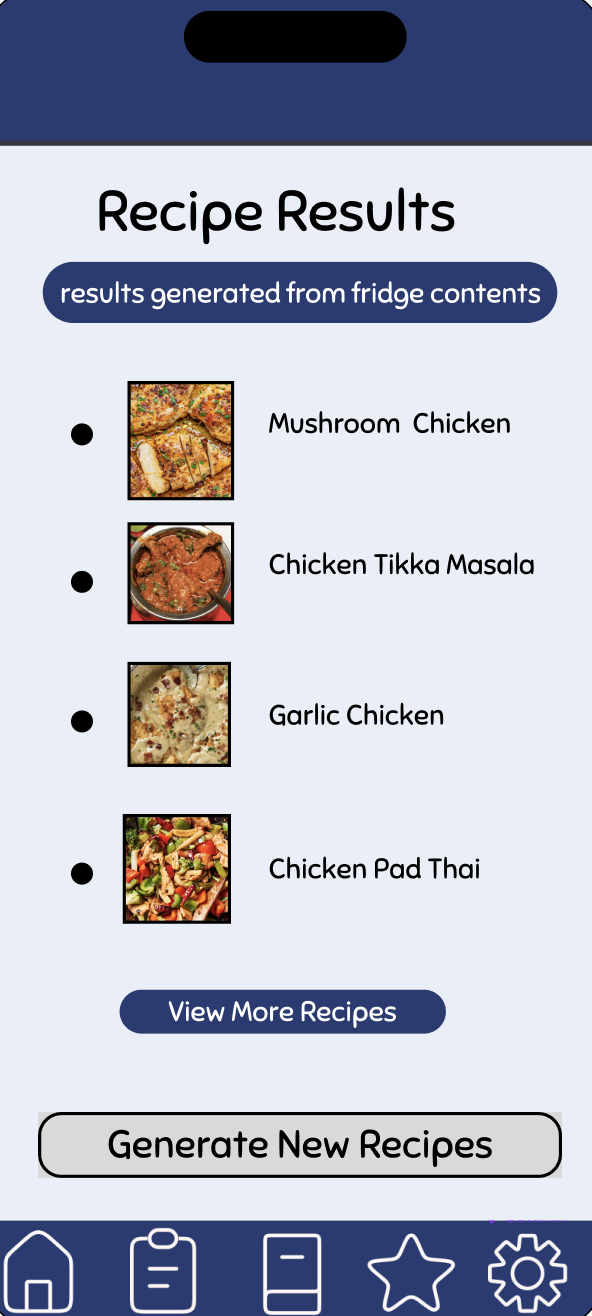 Recipe Results
results generated from fridge contents
Mushroom Chicken
Chicken Tikka Masala
Garlic Chicken
Chicken Pad Thai
View More Recipes
Generate New Recipes